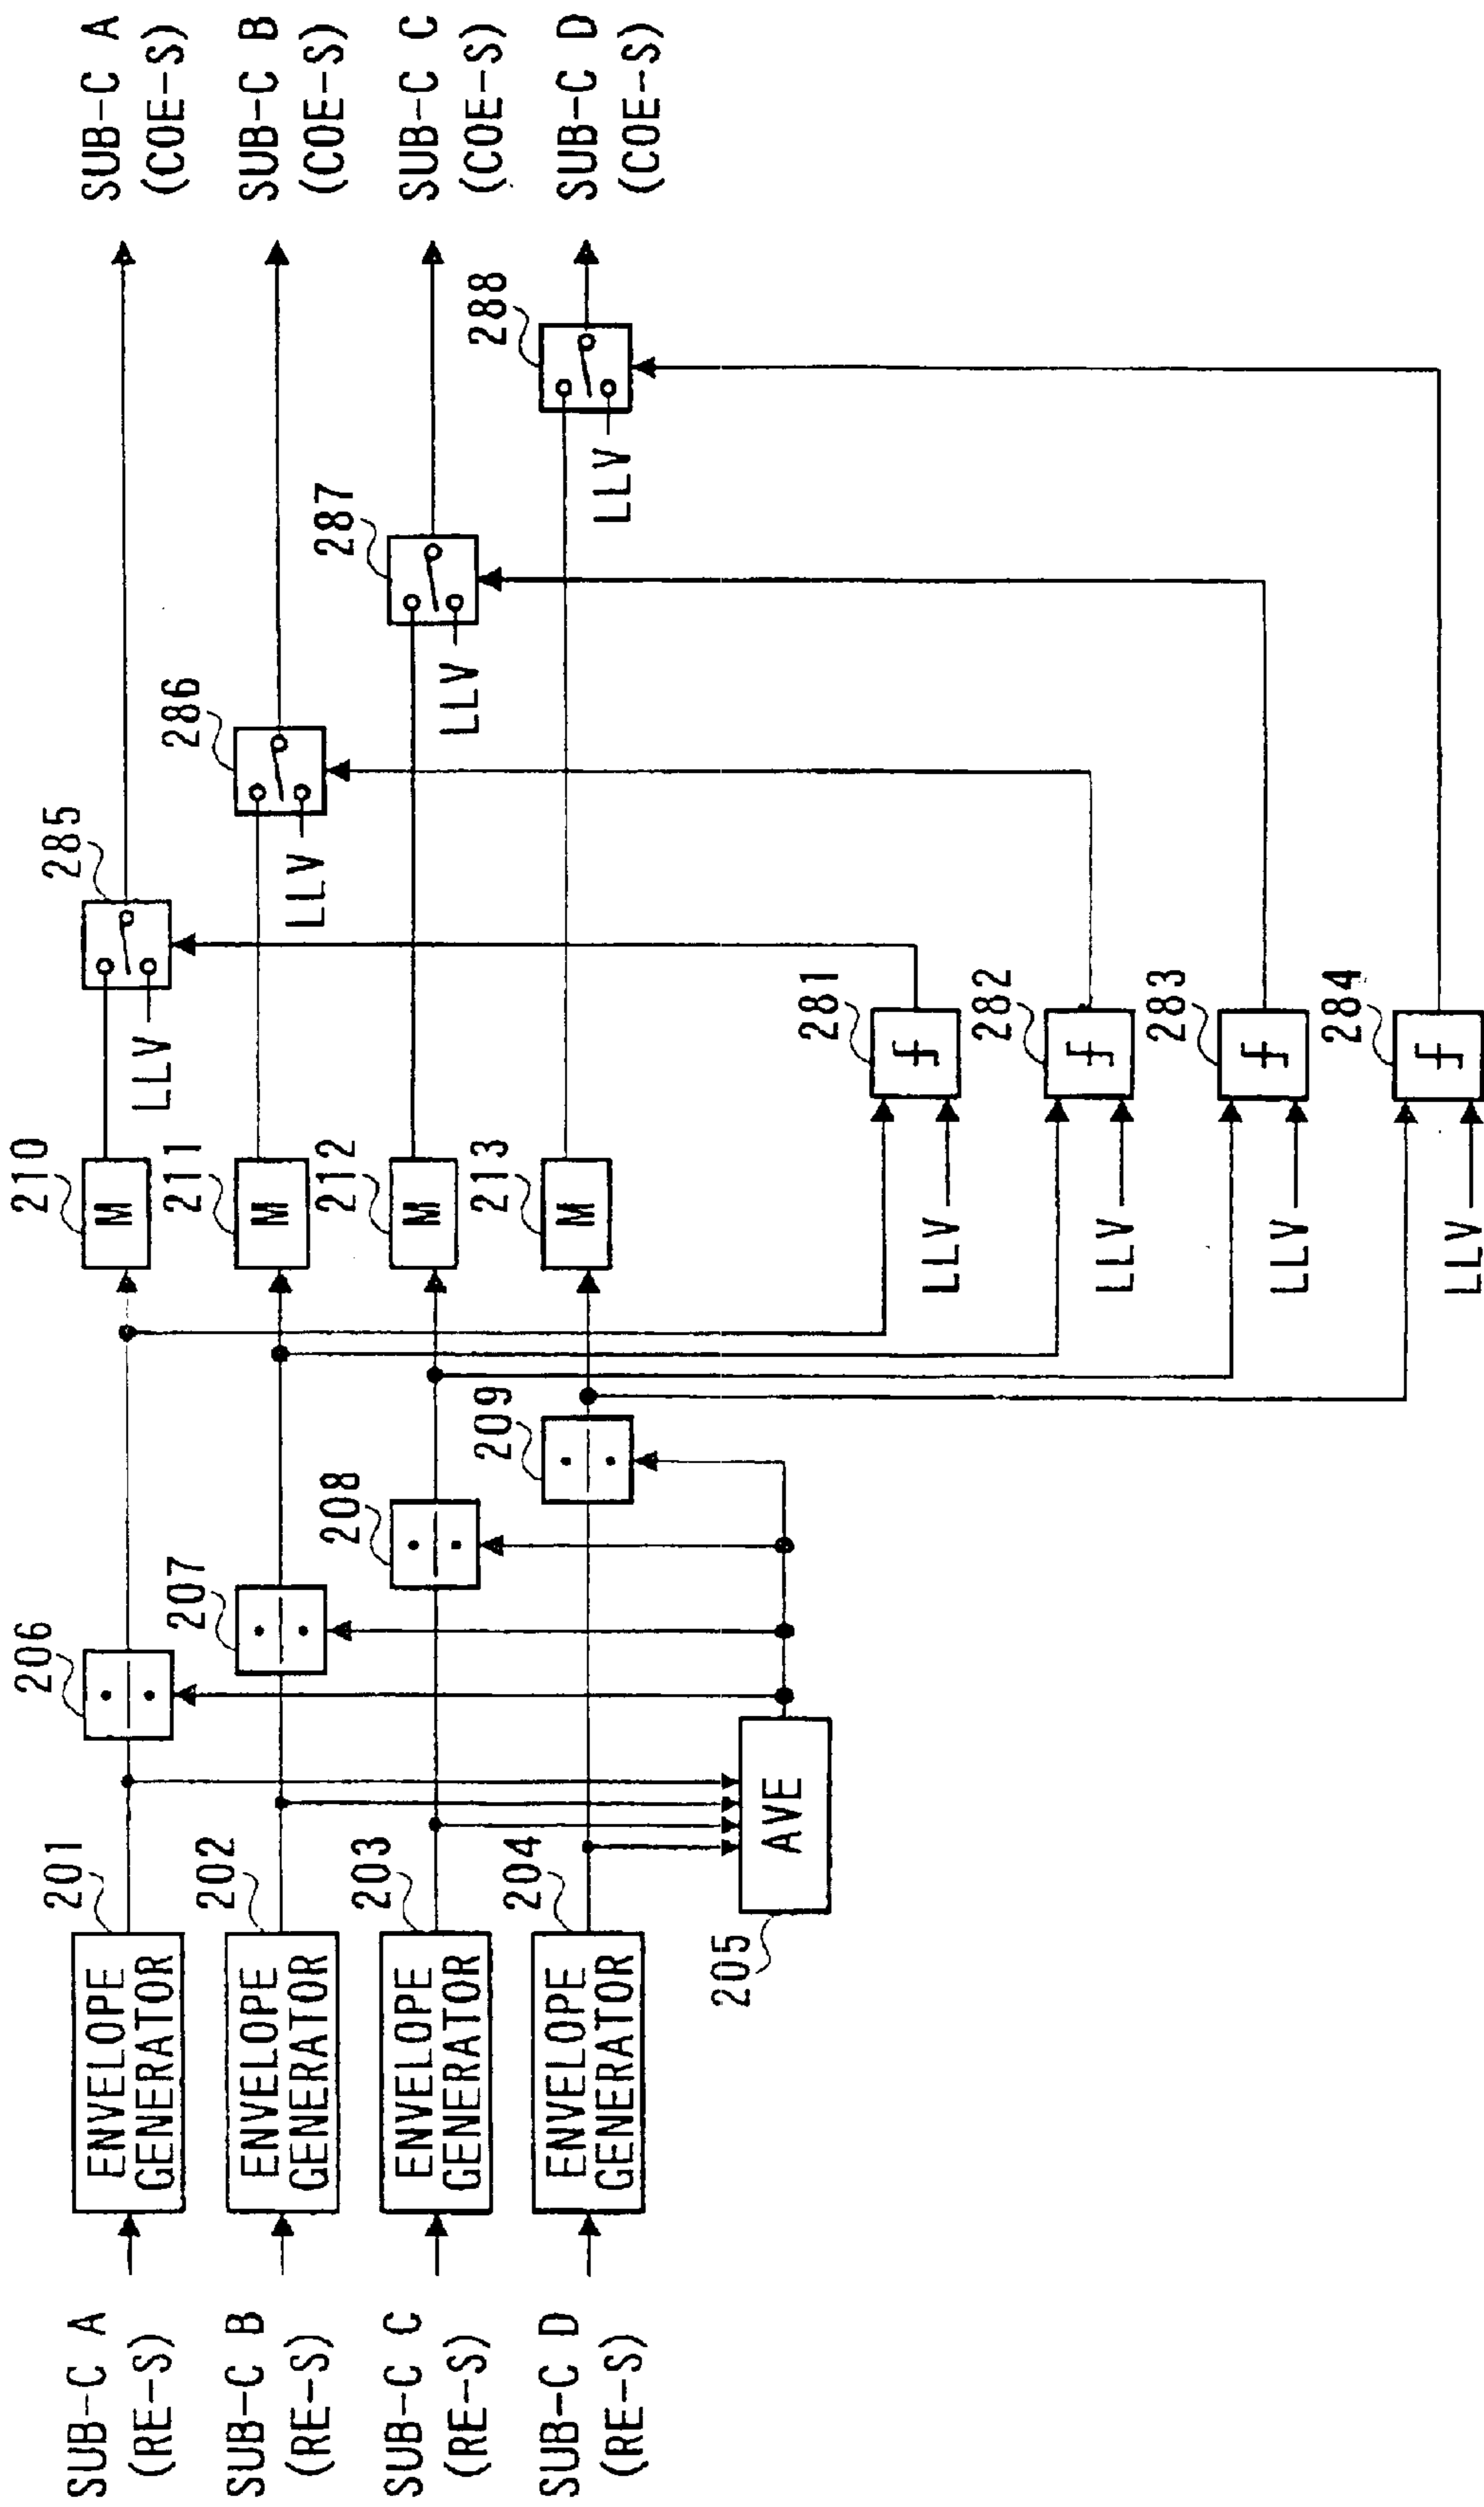 SUB-C A
(RE-S)
SUB-C B
(RE-S)
SUB-C C
(RE-S)
SUB-C D
(RE-S)
ENVELOPE
GENERATOR
201
ENVELOPE
GENERATOR
202
ENVELOPE
GENERATOR
203
ENVELOPE
GENERATOR
204
AVE
205
206
207
208
209
M
210
M
211
M
212
M
213
LLV
281
LLV
282
LLV
283
LLV
284
LLV
285
LLV
286
LLV
287
LLV
288
SUB-C A
(COE-S)
SUB-C B
(COE-S)
SUB-C C
(COE-S)
SUB-C D
(COE-S)